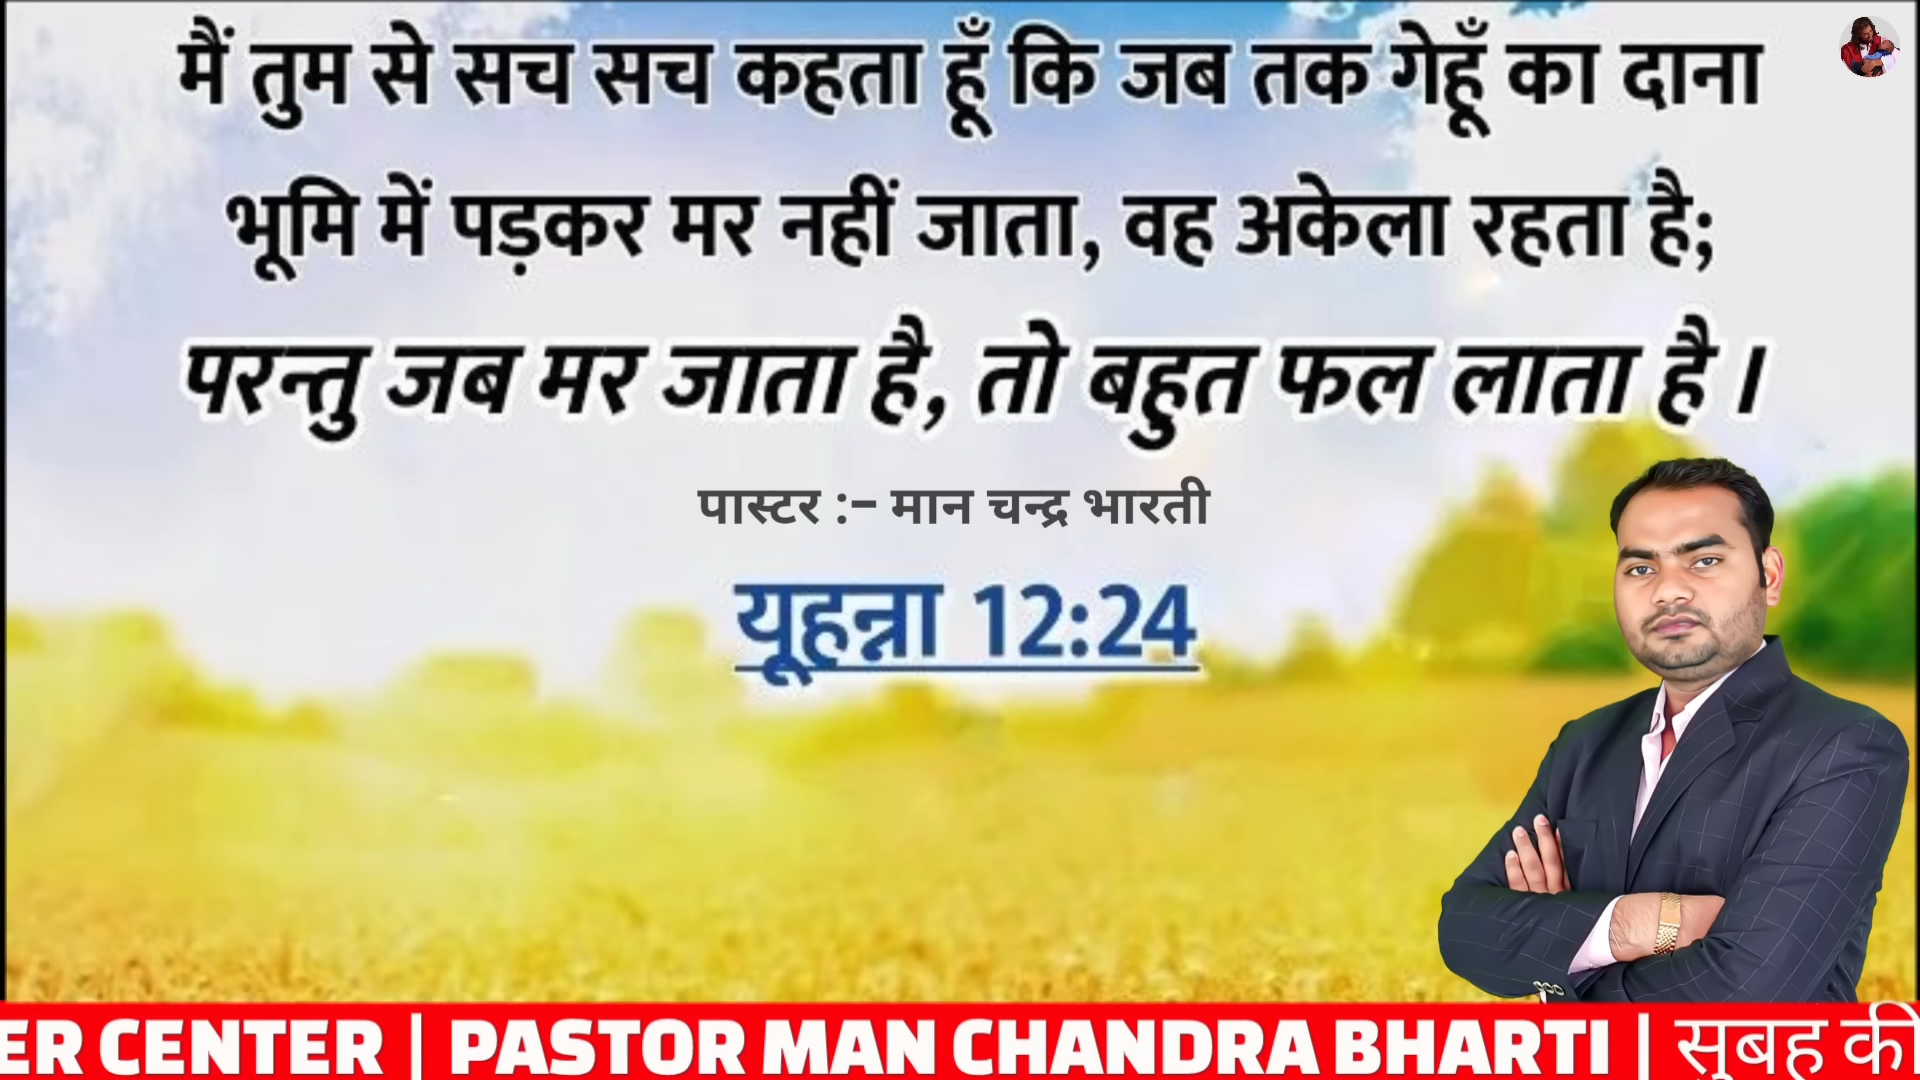 मैं तुम से सच सच कहता हूँ कि जब तक गेहूँ का दाना
भूमि में पड़कर मर नहीं जाता, वह अकेला रहता है;
परन्तु जब मर जाता है, तो बहुत फल लाता है।
पास्टर :- मान चन्द्र भारती
यूहन्ना 12:24
ER CENTER | PASTOR MAN CHANDRA BHARTI | सुबह की